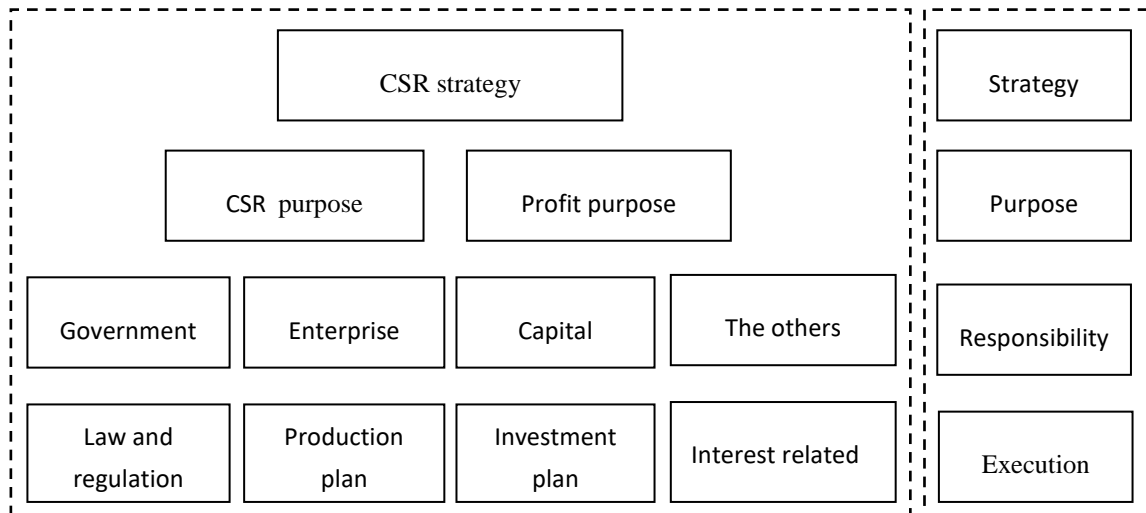 CSR strategy
Strategy
CSR purpose
Profit purpose
Purpose
Government
Enterprise
Capital
The others
Responsibility
Law and
regulation
Production
plan
Investment
plan
Interest related
Execution